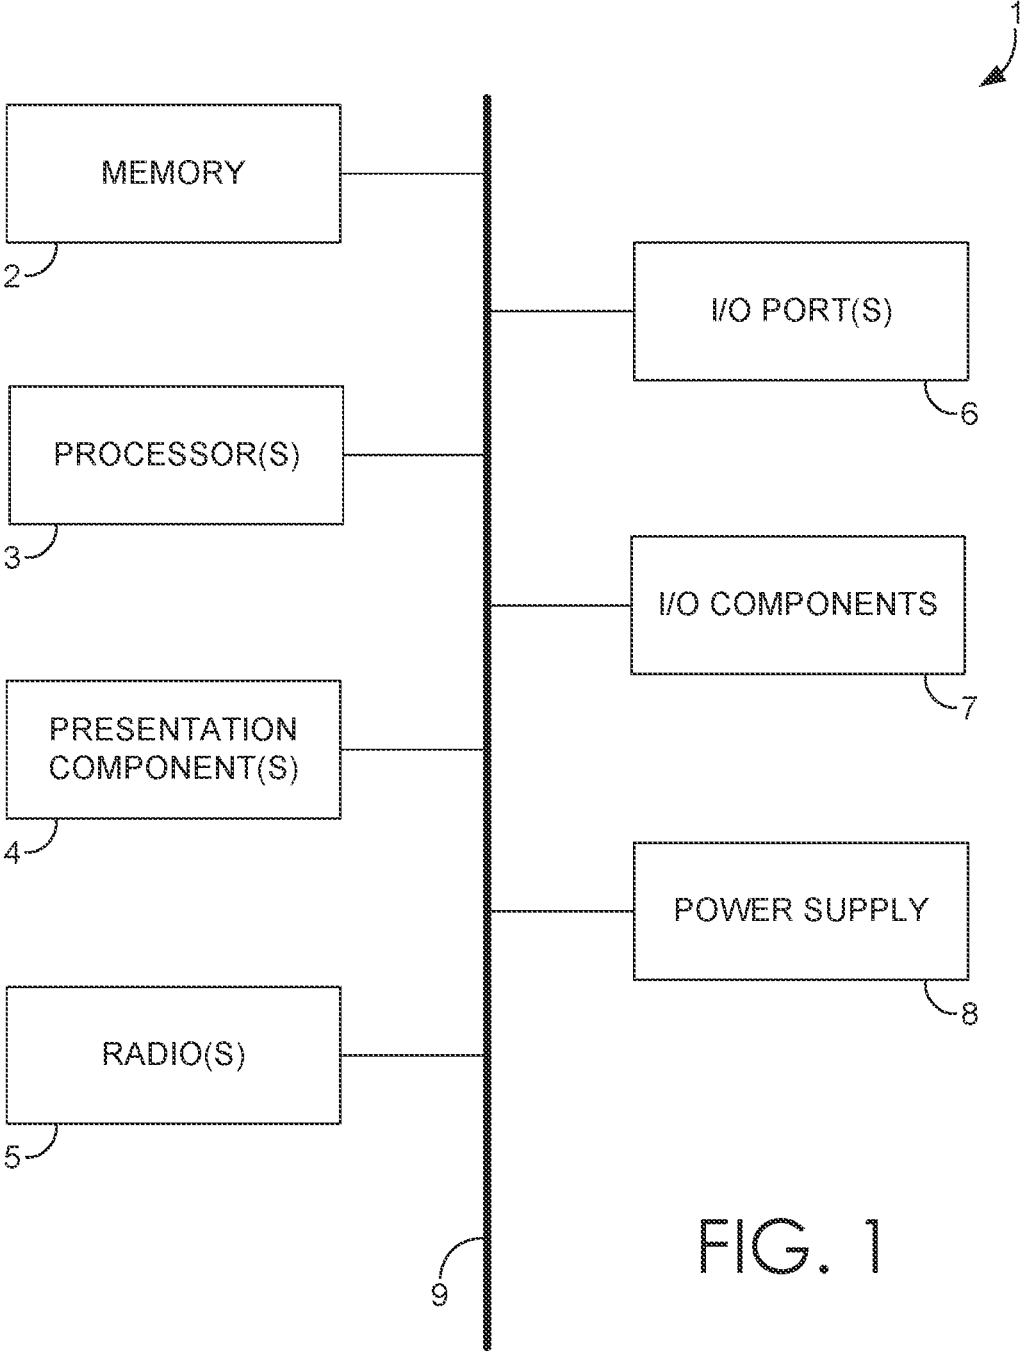 1
MEMORY
2
I/O PORT(S)
6
PROCESSOR(S)
3
I/O COMPONENTS
7
PRESENTATION
COMPONENT(S)
4
POWER SUPPLY
8
RADIO(S)
5
9
FIG. 1